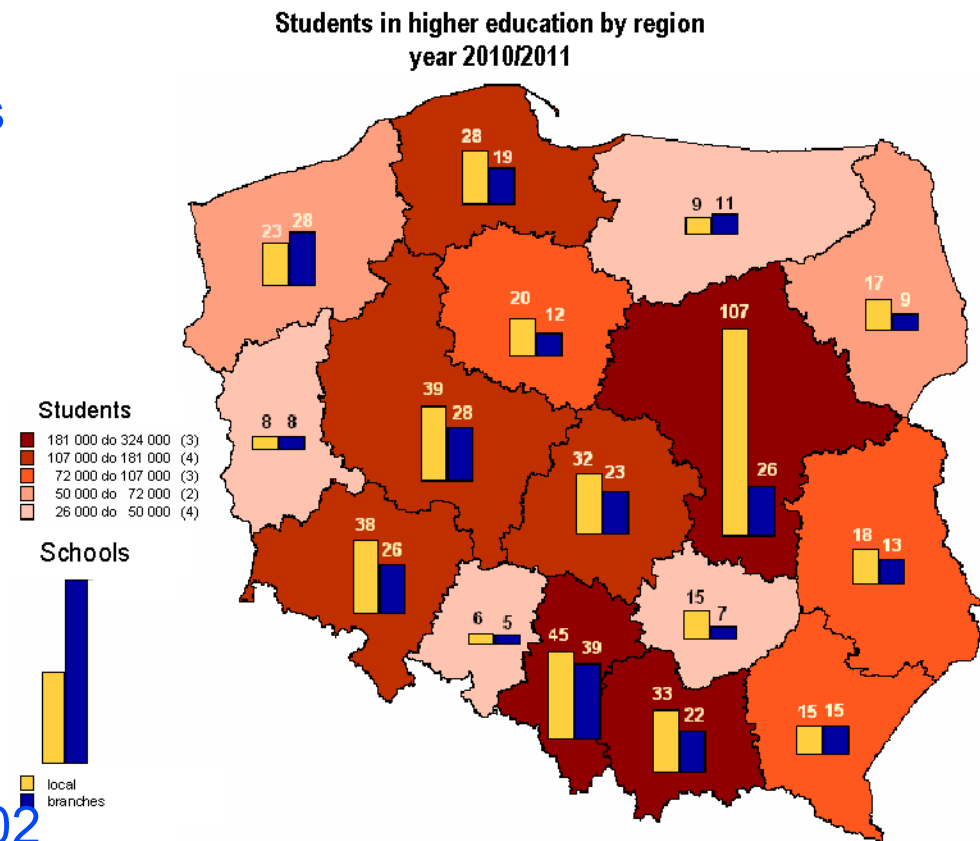 Students in higher education by region
year 2010/2011
s
28
19
9 11
23 28
17
9
20
12
107
39
28
8 8
26
32
23
38
26
18
13
15
7
6 5
45
39
33
22
15 15
Students
181 000 do 324 000 (3)
107 000 do 181 000 (4)
72 000 do 107 000 (3)
50 000 do 72 000 (2)
26 000 do 50 000 (4)
Schools
local
branches
02